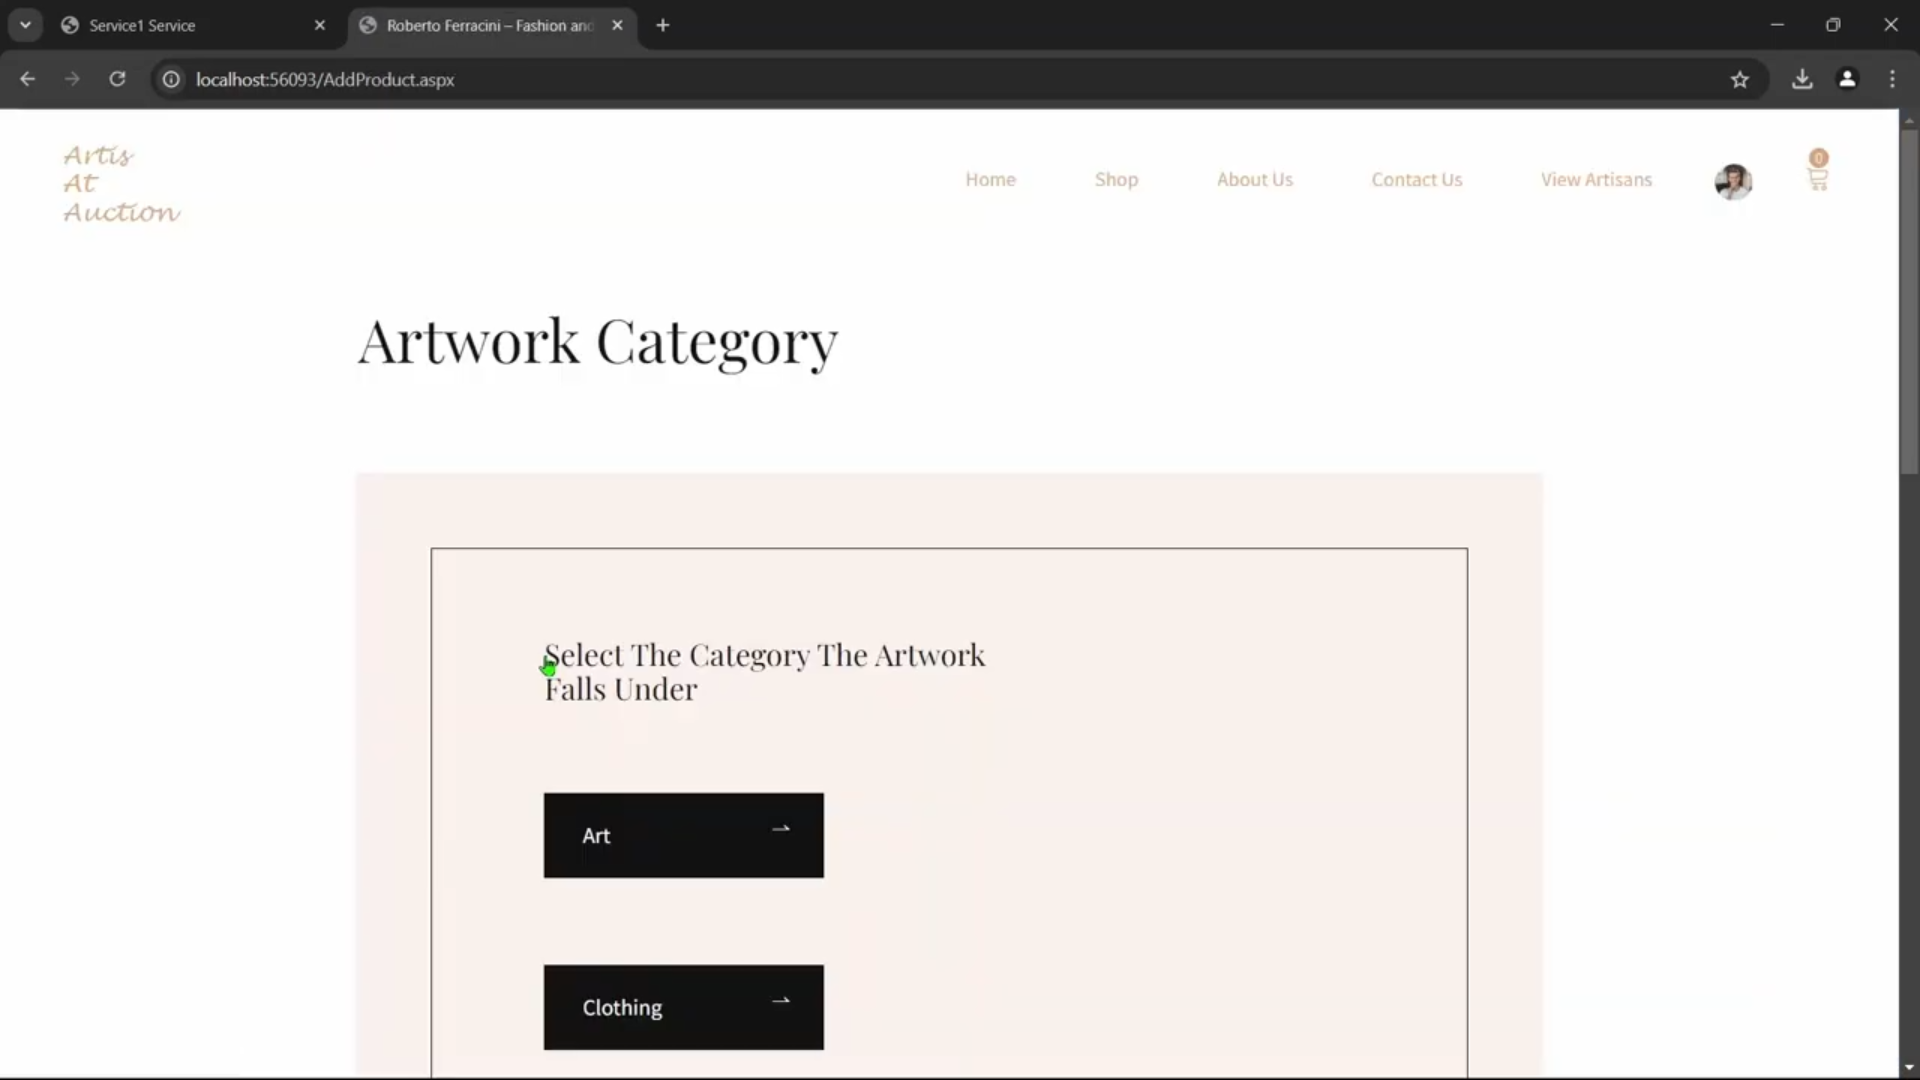 Service1 Service
Roberto Ferracini – Fashion and
localhost:56093/AddProduct.aspx
Artis
At
Auction
Home
Shop
About Us
Contact Us
View Artisans
0
Artwork Category
Select The Category The Artwork
Falls Under
Art
Clothing